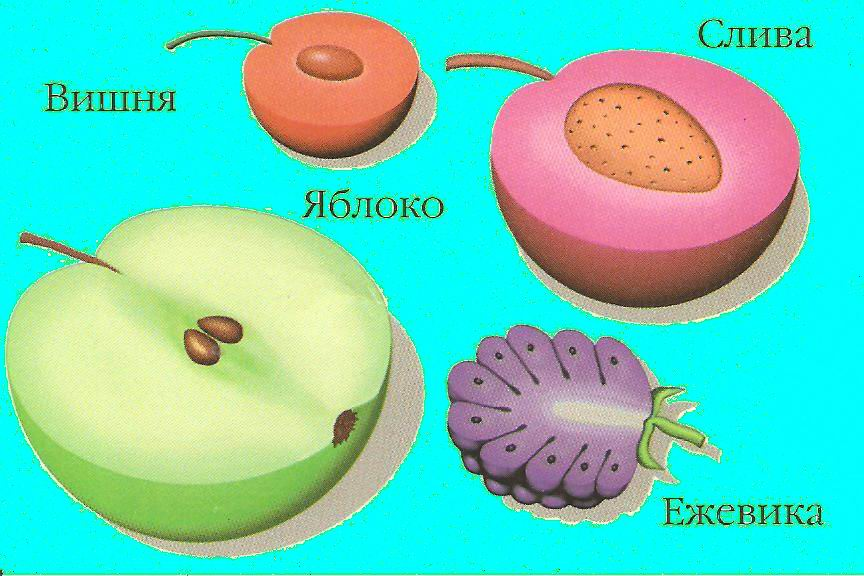 Слива
Вишня
Яблоко
Ежевика